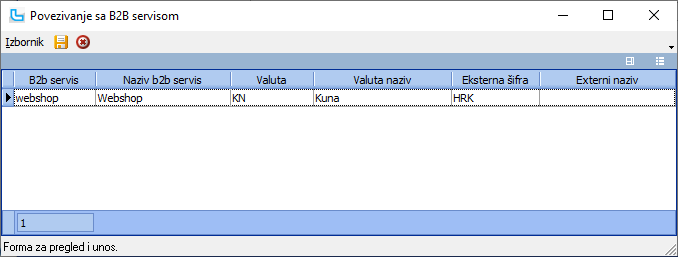 Povezivanje sa B2B servisom
Izbornik
B2b servis Naziv b2b servis Valuta Valuta naziv Eksterna šifra Externi naziv
webshop Webshop KN Kuna HRK
1
Forma za pregled i unos.